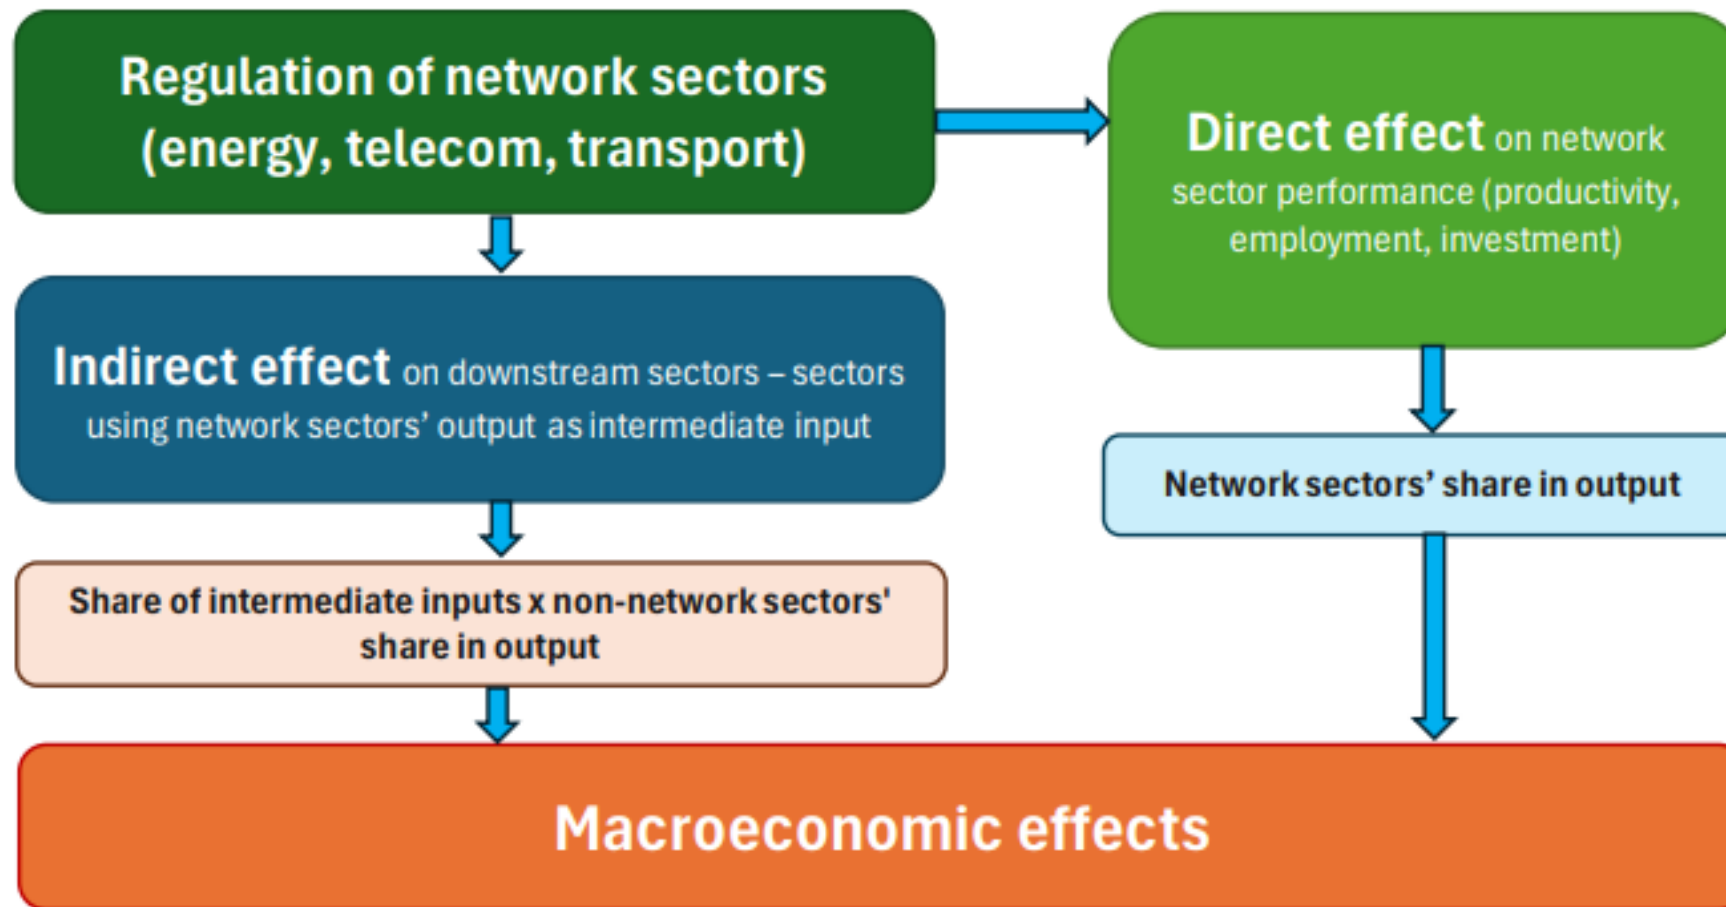 Regulation of network sectors
(energy, telecom, transport)
Direct effect on network
sector performance (productivity,
employment, investment)
Indirect effect on downstream sectors – sectors
using network sectors’ output as intermediate input
Network sectors’ share in output
Share of intermediate inputs x non-network sectors'
share in output
Macroeconomic effects